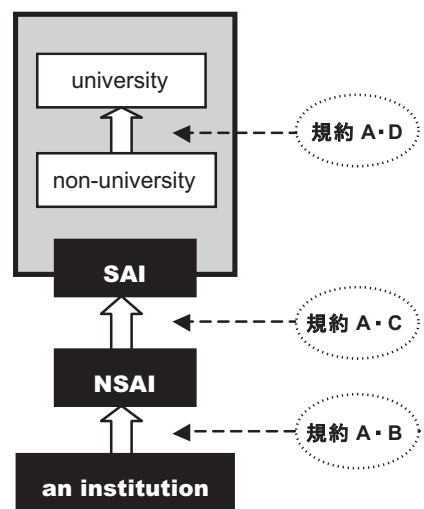 university
規約 A・D
non-university
SAI
規約 A・C
NSAI
規約 A・B
an institution